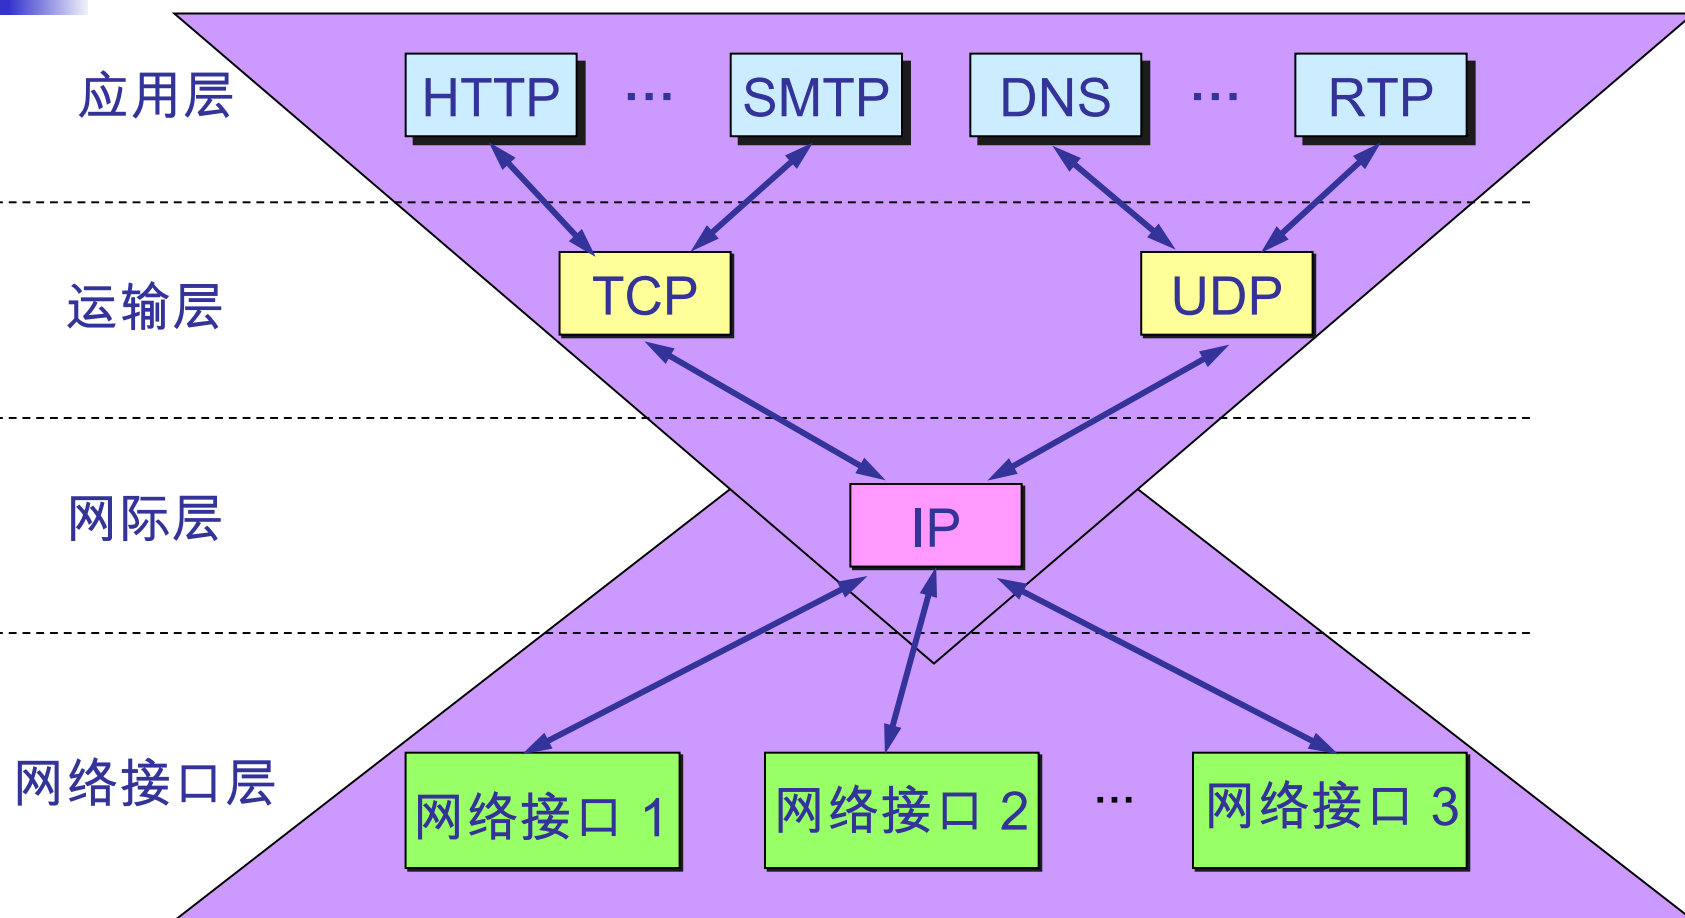 应用层
HTTP … SMTP DNS … RTP
运输层
TCP UDP
网际层
IP
网络接口层
网络接口 1 网络接口 2 … 网络接口 3